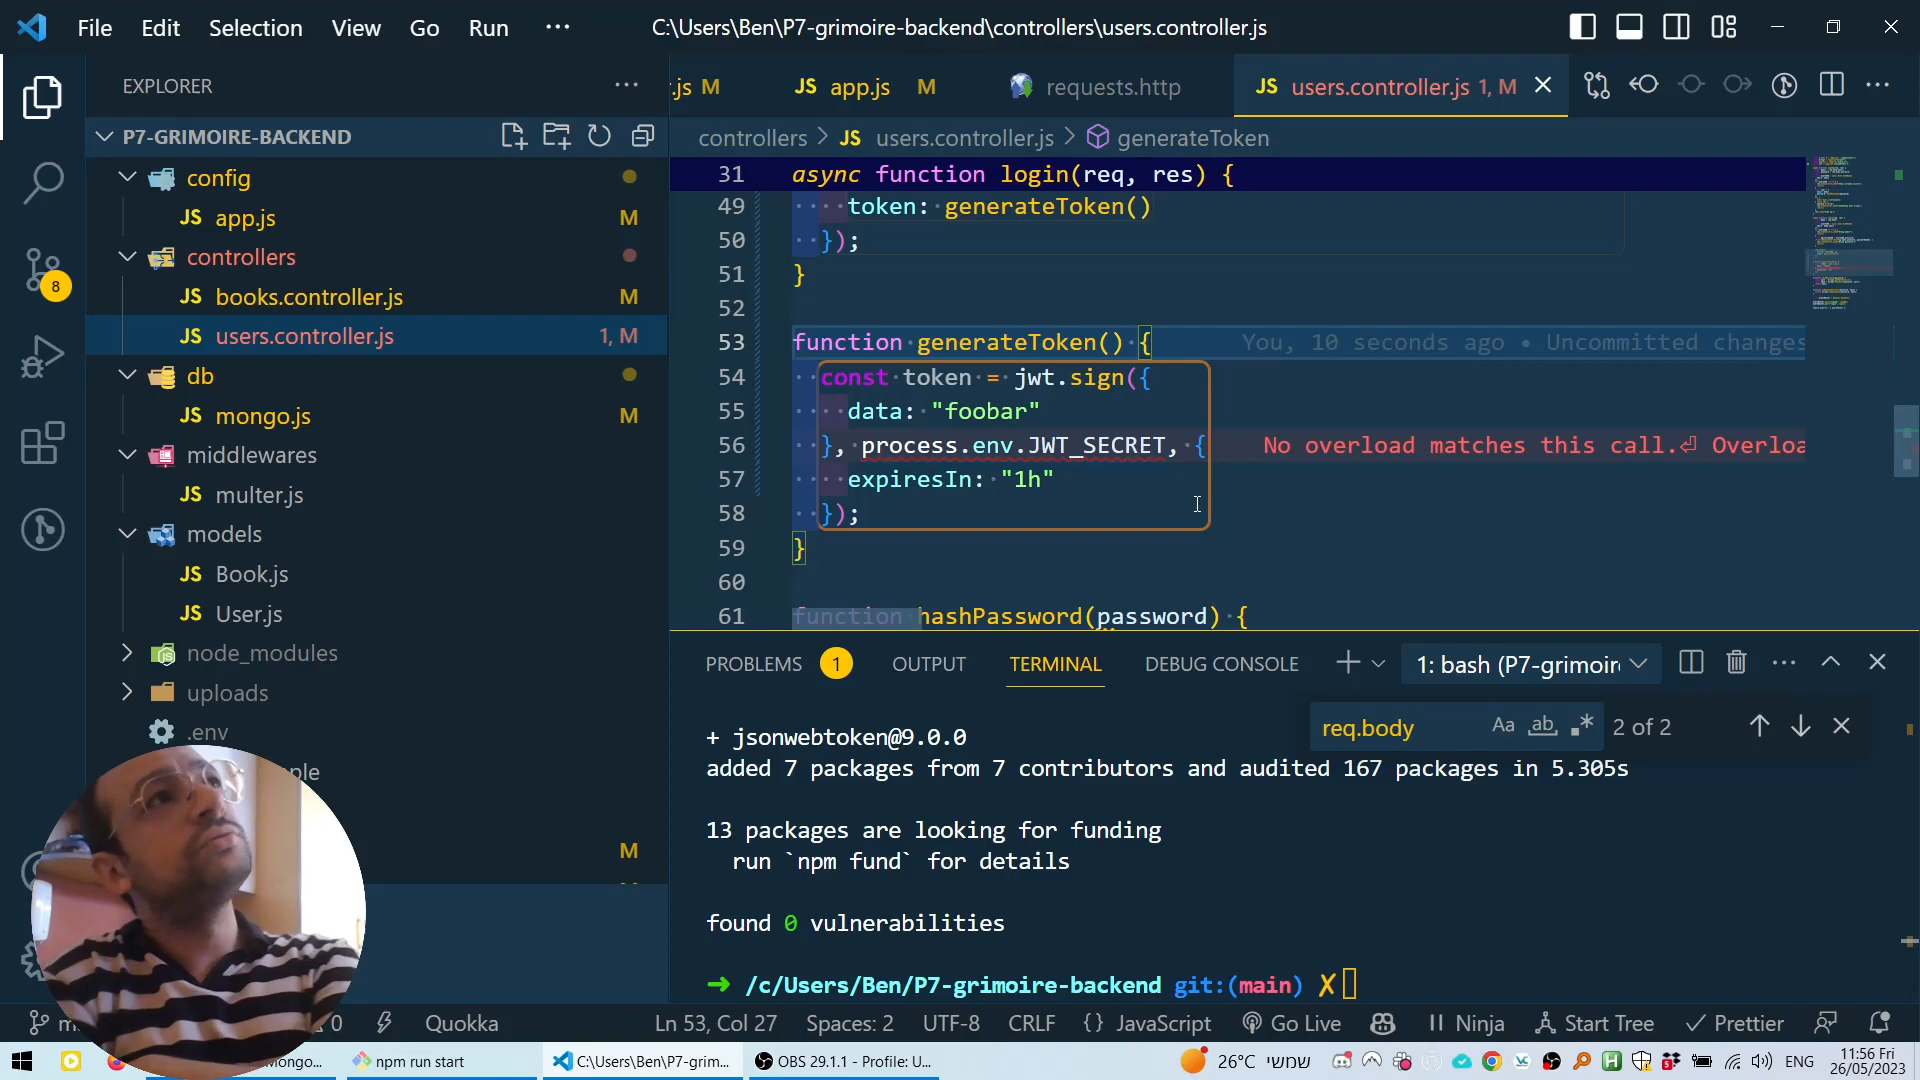 File Edit Selection View Go Run ··· C:\Users\Ben\P7-grimoire-backend\controllers\users.controller.js
EXPLORER
P7-GRIMOIRE-BACKEND
config
app.js M
controllers
JS books.controller.js M
JS users.controller.js 1, M
db
JS mongo.js M
middlewares
JS multer.js
models
JS Book.js
JS User.js
node_modules
uploads
.env
M
8
.js M JS app.js M requests.http JS users.controller.js 1, M
controllers > JS users.controller.js > generateToken
31 async function login(req, res) {
49 token: generateToken()
50 });
51 }
52
53 function generateToken() { You, 10 seconds ago • Uncommitted changes
54 const token = jwt.sign({
55 data: "foobar"
56 }, process.env.JWT_SECRET, { No overload matches this call.⏎ Overloa
57 expiresIn: "1h"
58 });
59 }
60
61 function hashPassword(password) {
PROBLEMS 1 OUTPUT TERMINAL DEBUG CONSOLE 1: bash (P7-grimoir
req.body Aa ab 2 of 2
+ jsonwebtoken@9.0.0
added 7 packages from 7 contributors and audited 167 packages in 5.305s
13 packages are looking for funding
run `npm fund` for details
found 0 vulnerabilities
➜ /c/Users/Ben/P7-grimoire-backend git:(main) ✗
0 Quokka Ln 53, Col 27 Spaces: 2 UTF-8 CRLF {} JavaScript Go Live Ninja Start Tree Prettier
npm run start C:\Users\Ben\P7-grim... OBS 29.1.1 - Profile: U... 26°C שמשי ENG 11:56 Fri
26/05/2023